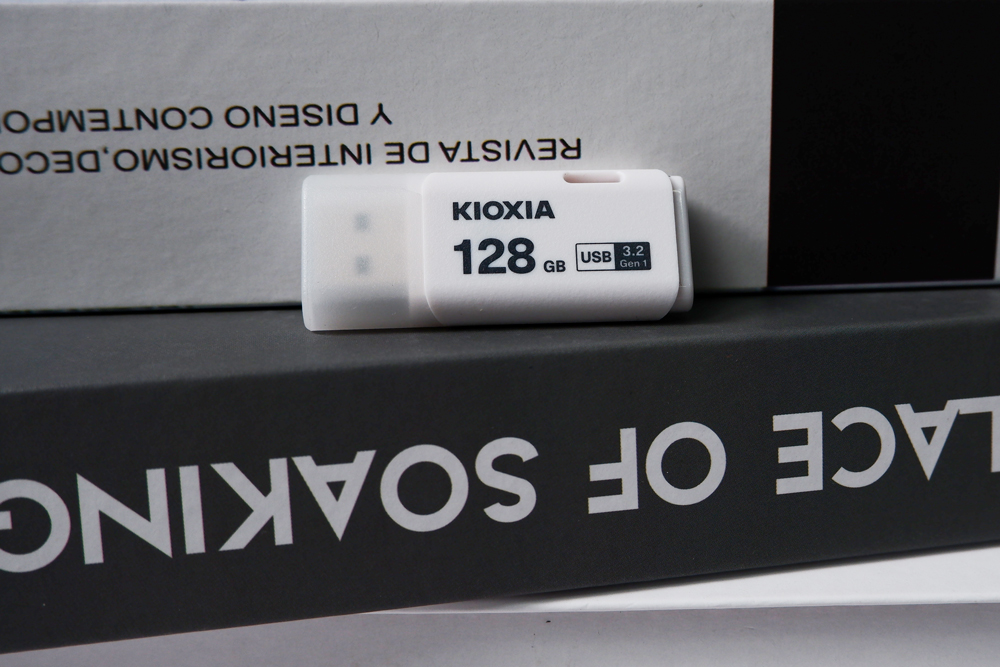 REVISTA DE INTERIORISMO,DECO
Y DISENO CONTEMPO
KIOXIA
128 GB USB 3.2 Gen 1
LACE OF SOAKING